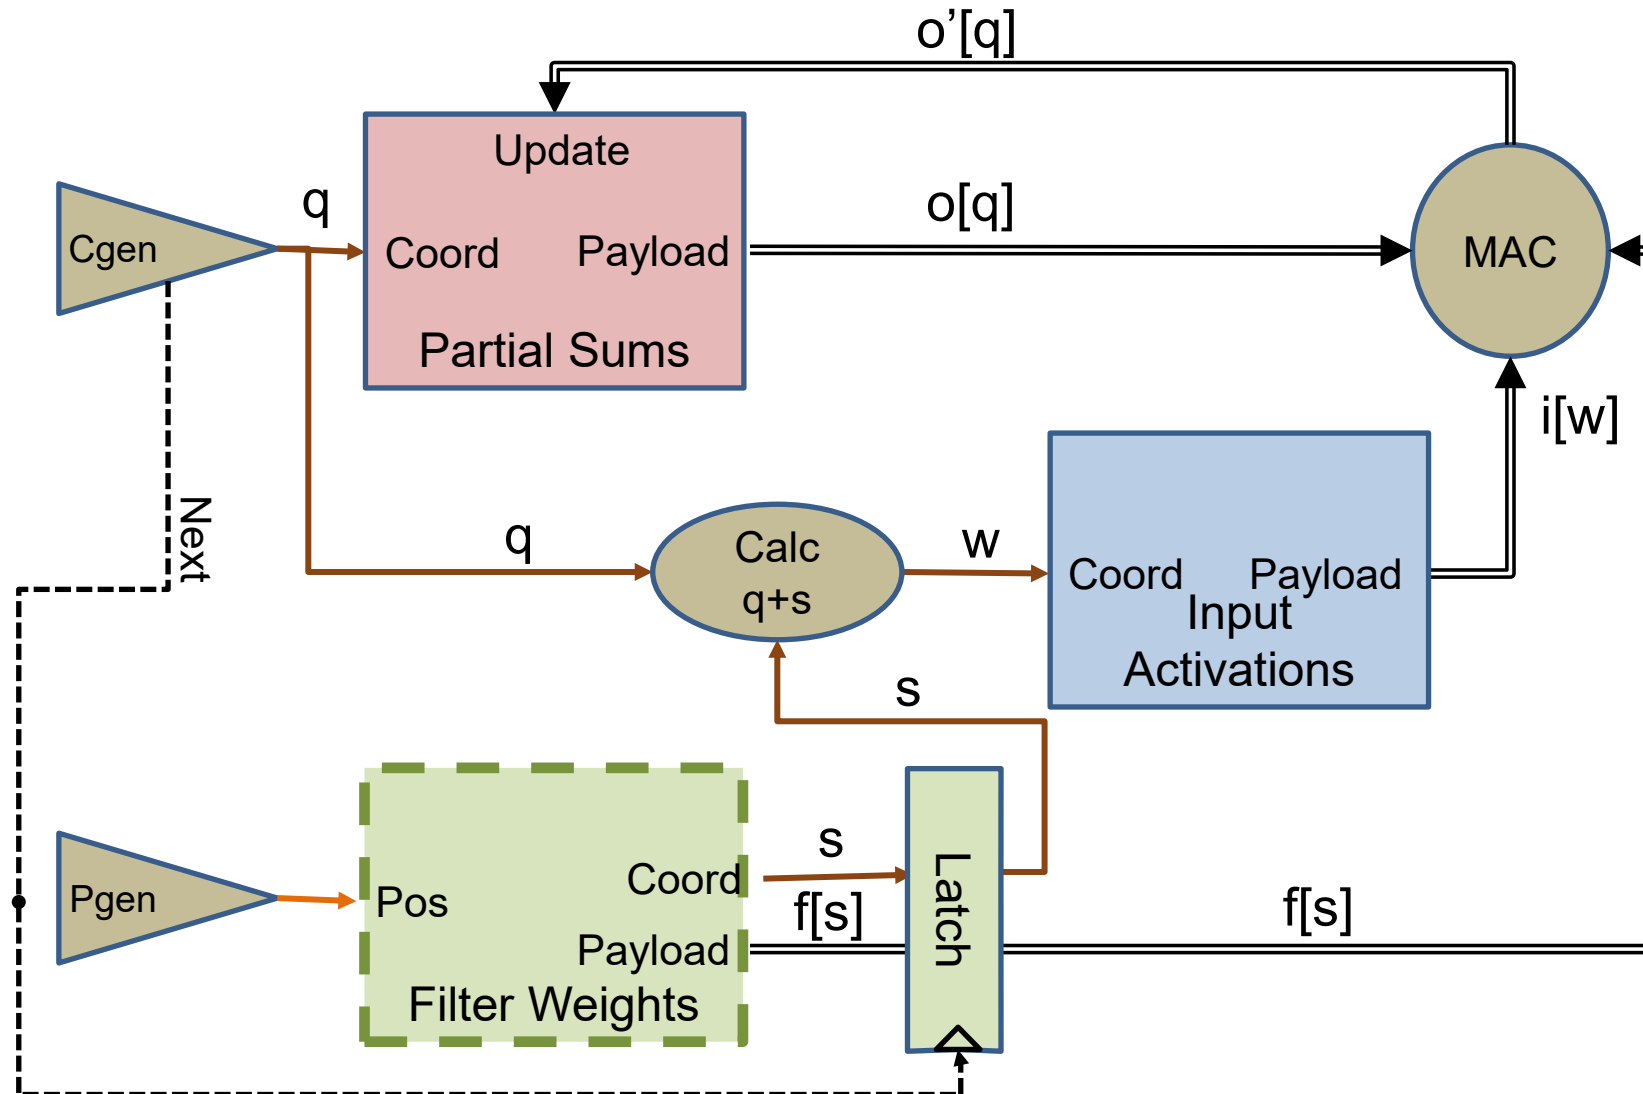 o’[q]
Update
q
o[q]
Cgen
Coord
Payload
MAC
Partial Sums
i[w]
Next
q
Calc
q+s
w
Coord
Payload
Input
Activations
s
s
Coord
Pgen
Pos
f[s]
Latch
f[s]
Payload
Filter Weights